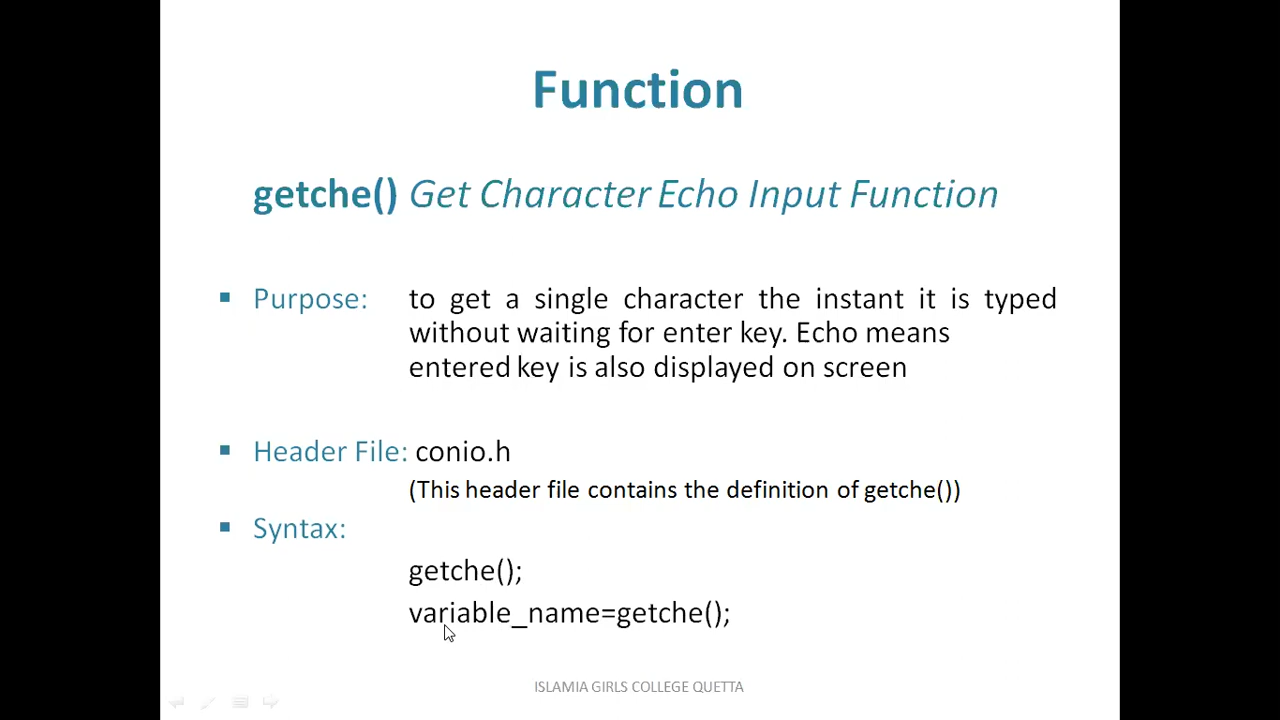 Function
getche() Get Character Echo Input Function
▪ Purpose: to get a single character the instant it is typed
without waiting for enter key. Echo means
entered key is also displayed on screen
▪ Header File: conio.h
(This header file contains the definition of getche())
▪ Syntax:
getche();
variable_name=getche();
ISLAMIA GIRLS COLLEGE QUETTA